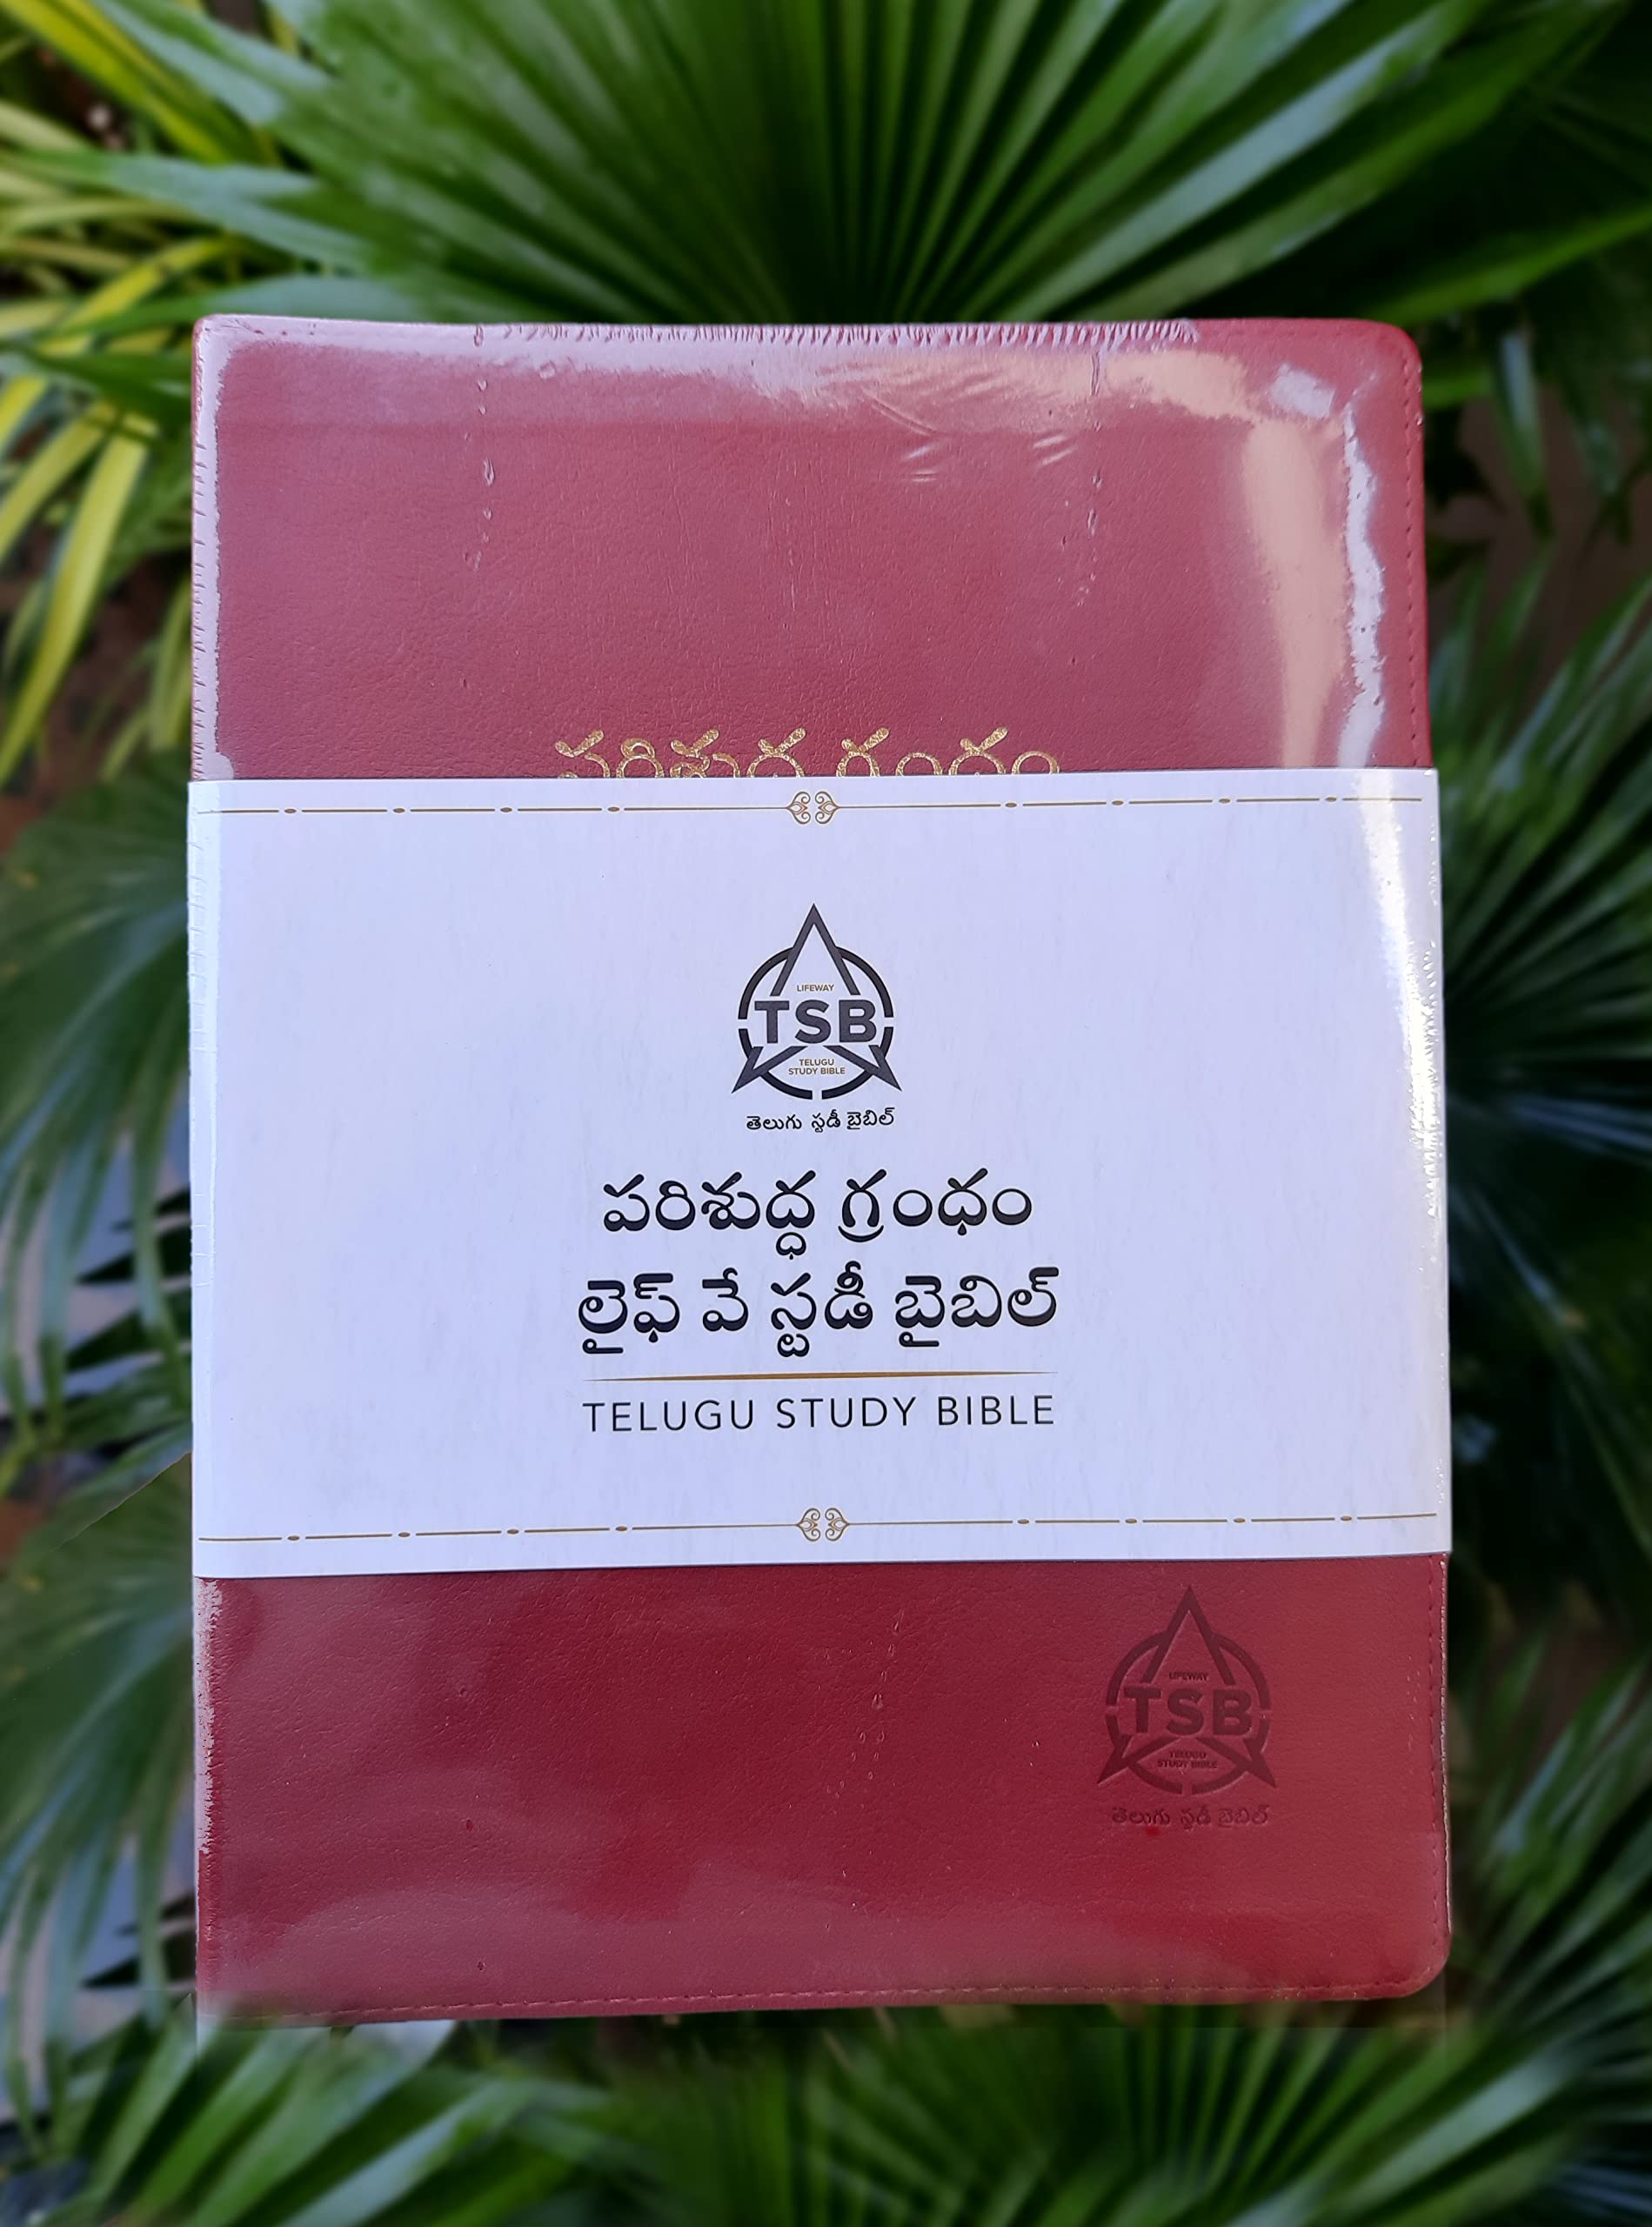 పరిశుద్ధ గ్రంధం
LIFEWAY
TSB
TELUGU
STUDY BIBLE
తెలుగు స్టడీ బైబిల్
పరిశుద్ధ గ్రంధం
లైఫ్ వే స్టడీ బైబిల్
TELUGU STUDY BIBLE
LIFEWAY
TSB
TELUGU
STUDY BIBLE
తెలుగు స్టడీ బైబిల్